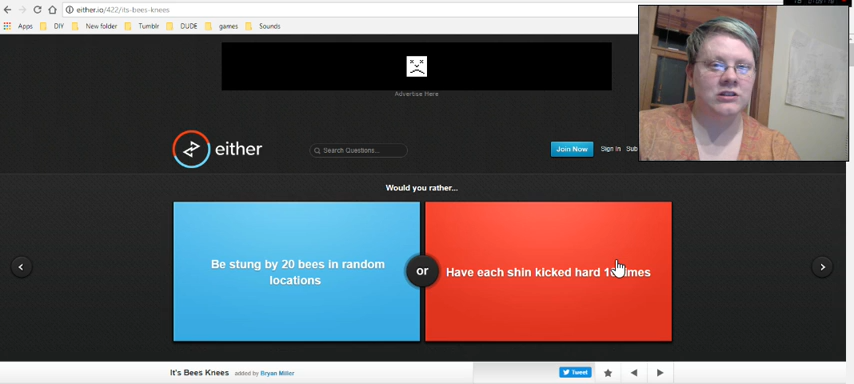 either.io/422/its-bees-knees
Apps DIY New folder Tumblr DUDE games Sounds
Advertise Here
either Search Questions... Join Now Sign In Sub
Would you rather...
Be stung by 20 bees in random
locations
or
Have each shin kicked hard
It's Bees Knees added by Bryan Miller
Tweet